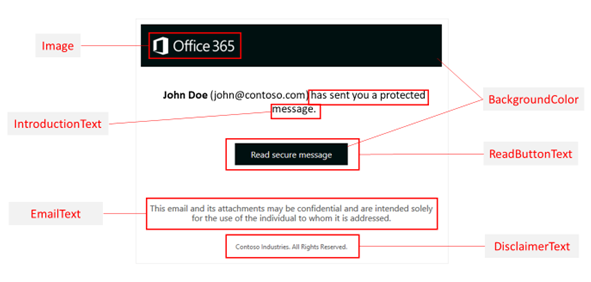 Image
Office 365
John Doe (john@contoso.com) has sent you a protected
message.
BackgroundColor
IntroductionText
Read secure message
ReadButtonText
This email and its attachments may be confidential and are intended solely
for the use of the individual to whom it is addressed.
EmailText
Contoso Industries. All Rights Reserved.
DisclaimerText